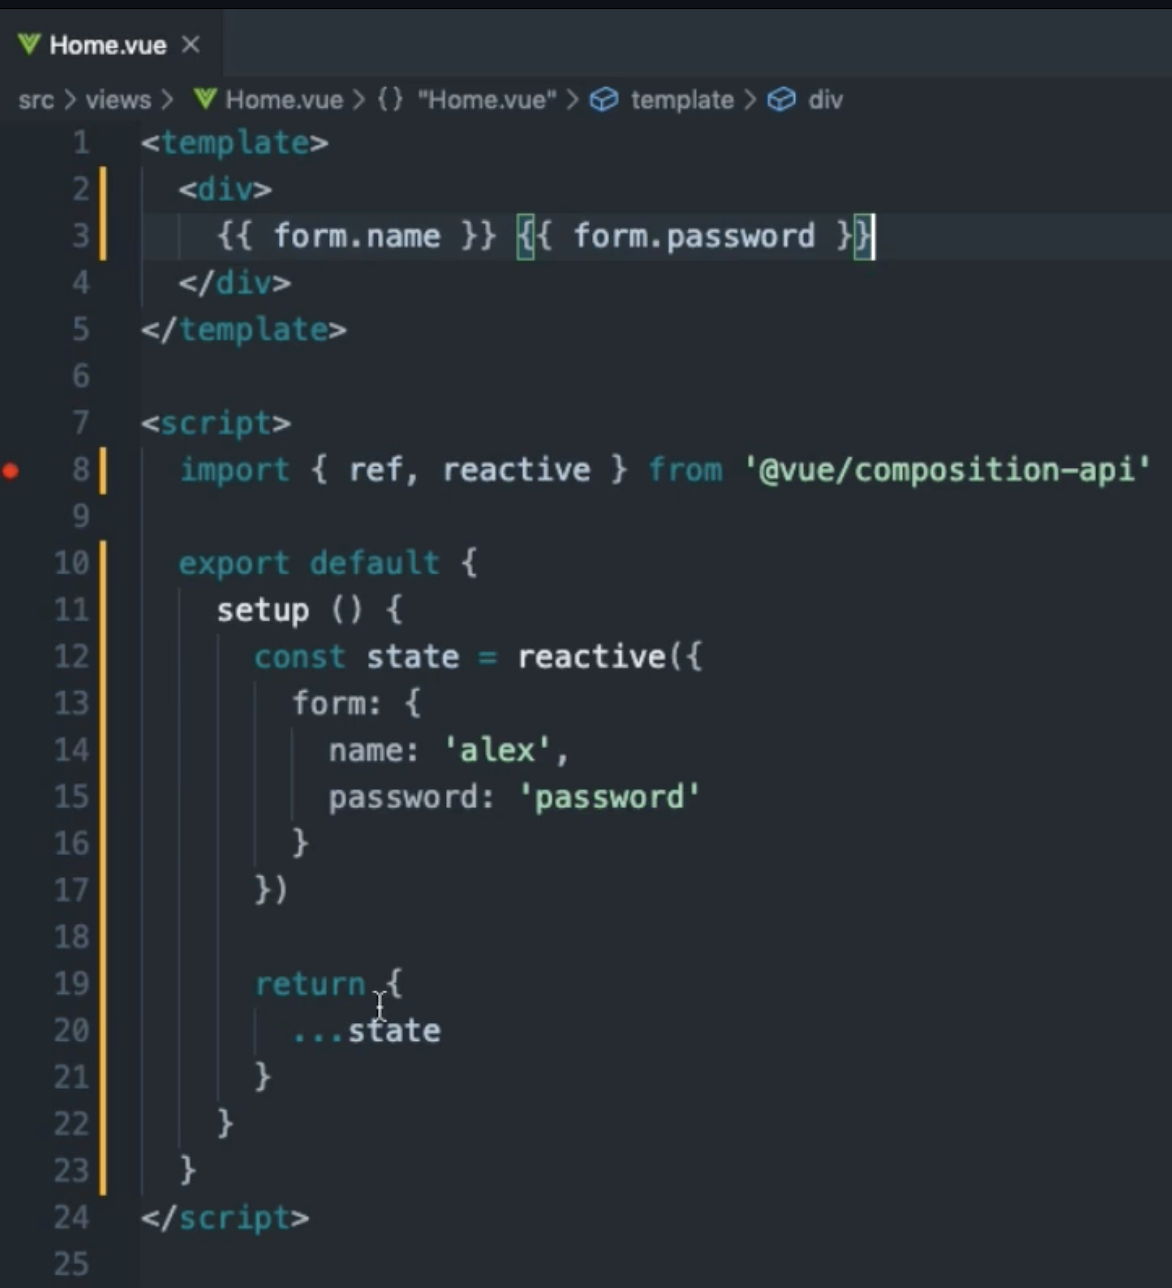 Home.vue
src > views > Home.vue > {} "Home.vue" > template > div
1 <template>
2   <div>
3     {{ form.name }} {{ form.password }}
4   </div>
5 </template>
6
7 <script>
8   import { ref, reactive } from '@vue/composition-api'
9
10   export default {
11     setup () {
12       const state = reactive({
13         form: {
14           name: 'alex',
15           password: 'password'
16         }
17       })
18
19       return {
20         ...state
21       }
22     }
23   }
24 </script>
25